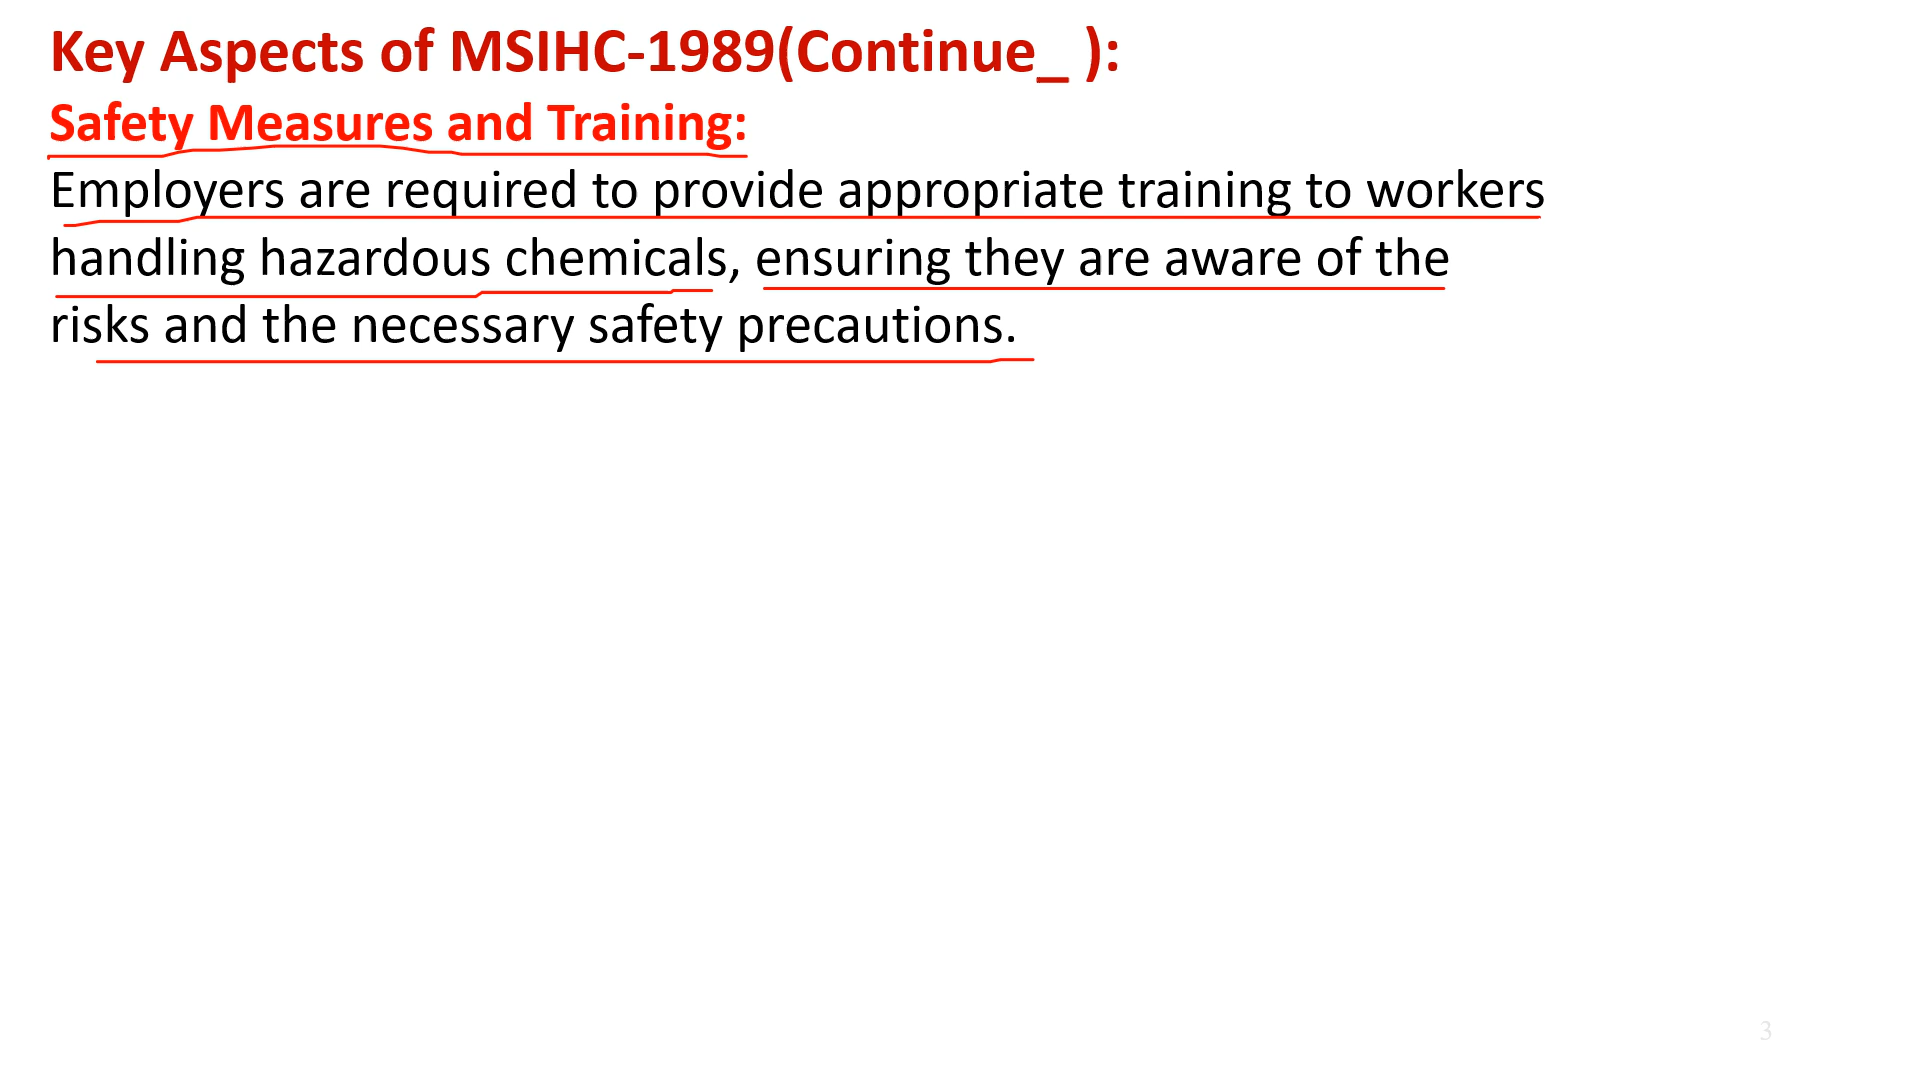 Key Aspects of MSIHC-1989(Continue_ ):
Safety Measures and Training:
Employers are required to provide appropriate training to workers
handling hazardous chemicals, ensuring they are aware of the
risks and the necessary safety precautions.
3